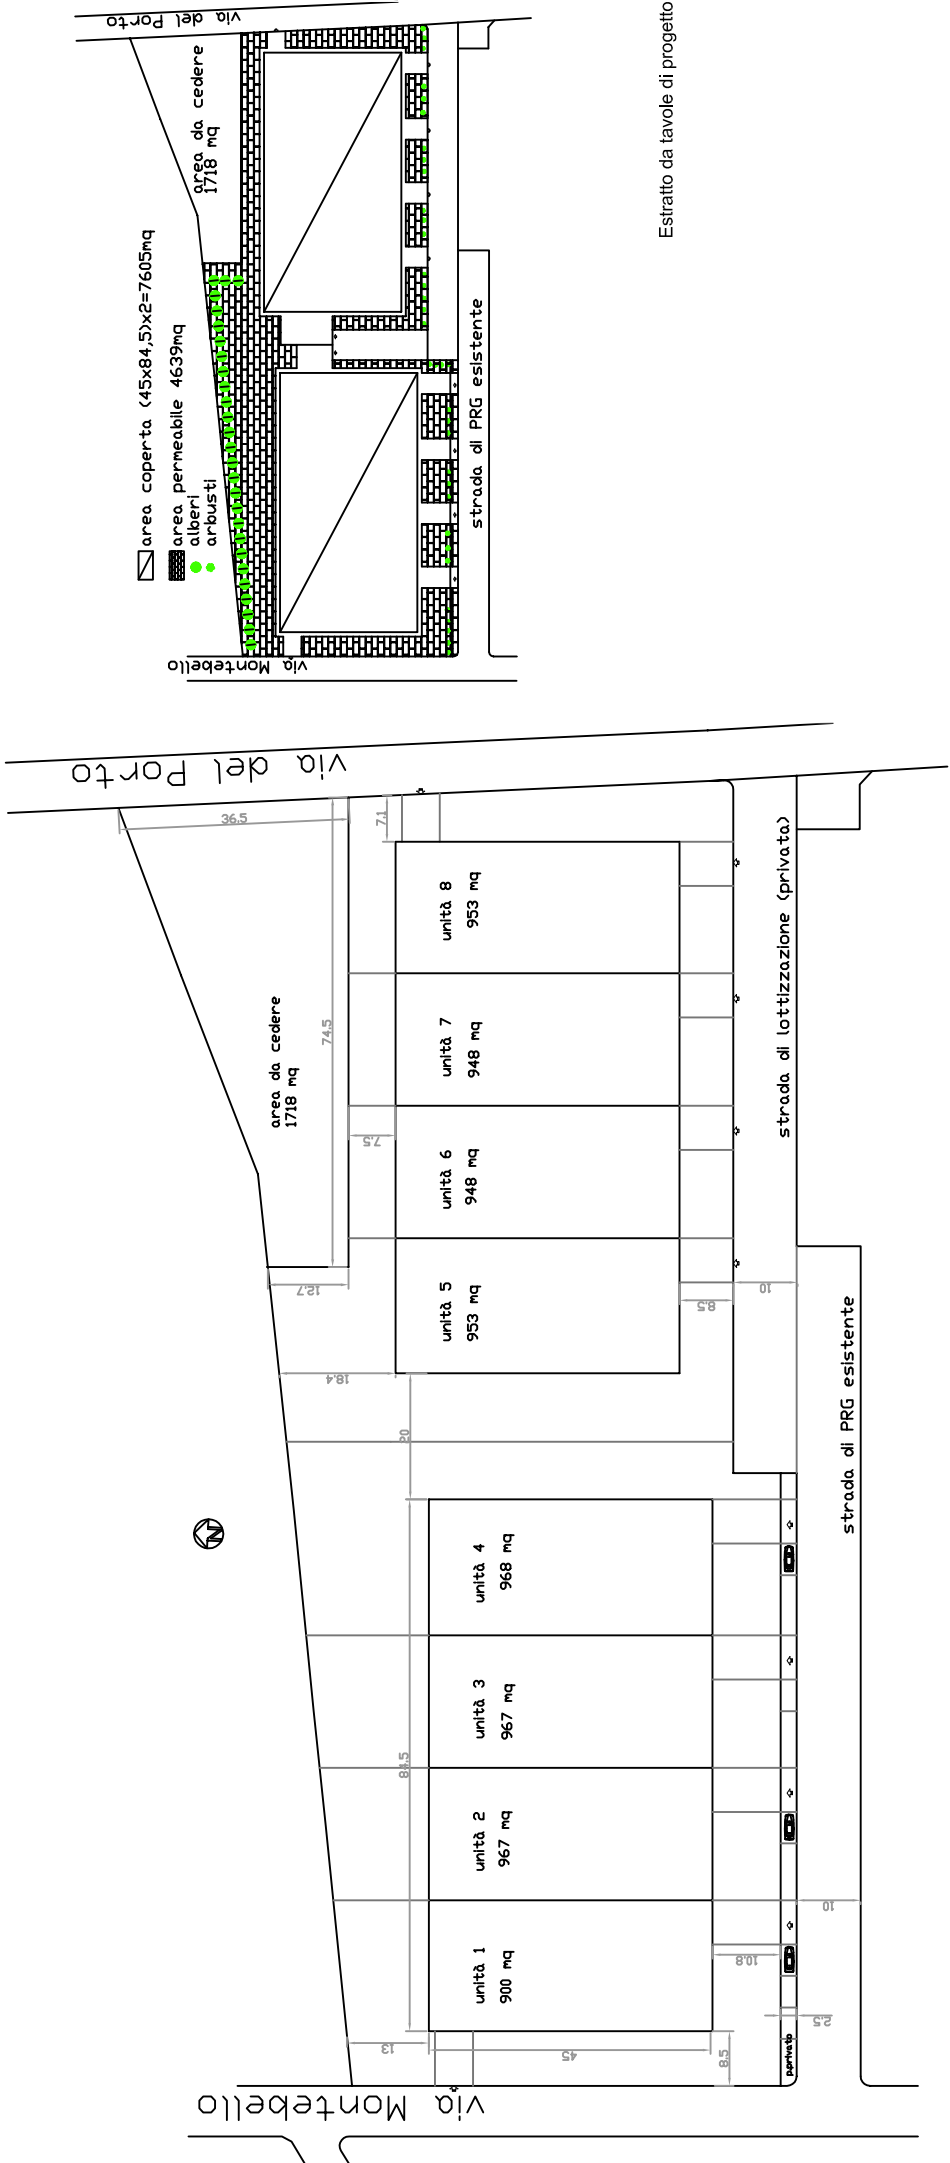 via del Porto
area da cedere
1718 mq
area coperta (45x84,5)x2=7605mq
area permeabile 4639mq
alberi
arbusti
strada di PRG esistente
via Montebello
Estratto da tavole di progetto
via del Porto
36.5
7.1
74.5
area da cedere
1718 mq
7.5
12.7
18.4
20
unità 8
953 mq
unità 7
948 mq
unità 6
948 mq
unità 5
953 mq
8.5
10
strada di lottizzazione (privata)
strada di PRG esistente
N
unità 4
968 mq
unità 3
967 mq
unità 2
967 mq
unità 1
900 mq
84.5
13
45
8.5
10.8
10
2.5
p.privato
via Montebello